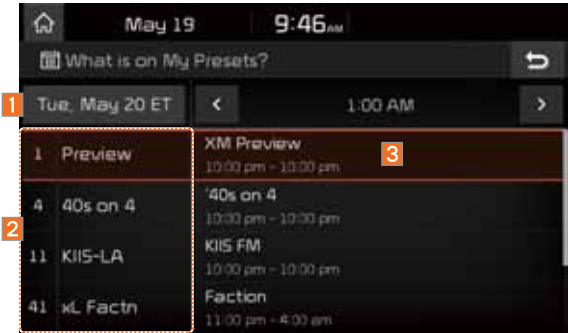 May 19 9:46AM
What is on My Presets?
1 Tue, May 20 ET < 1:00 AM >
1 Preview XM Preview 3
10:00 pm - 10:00 pm
2
4 40s on 4 '40s on 4
10:00 pm - 10:00 pm
11 KIIS-LA KIIS FM
10:00 pm - 10:00 pm
41 xL Factn Faction
11:00 pm - 4:00 am